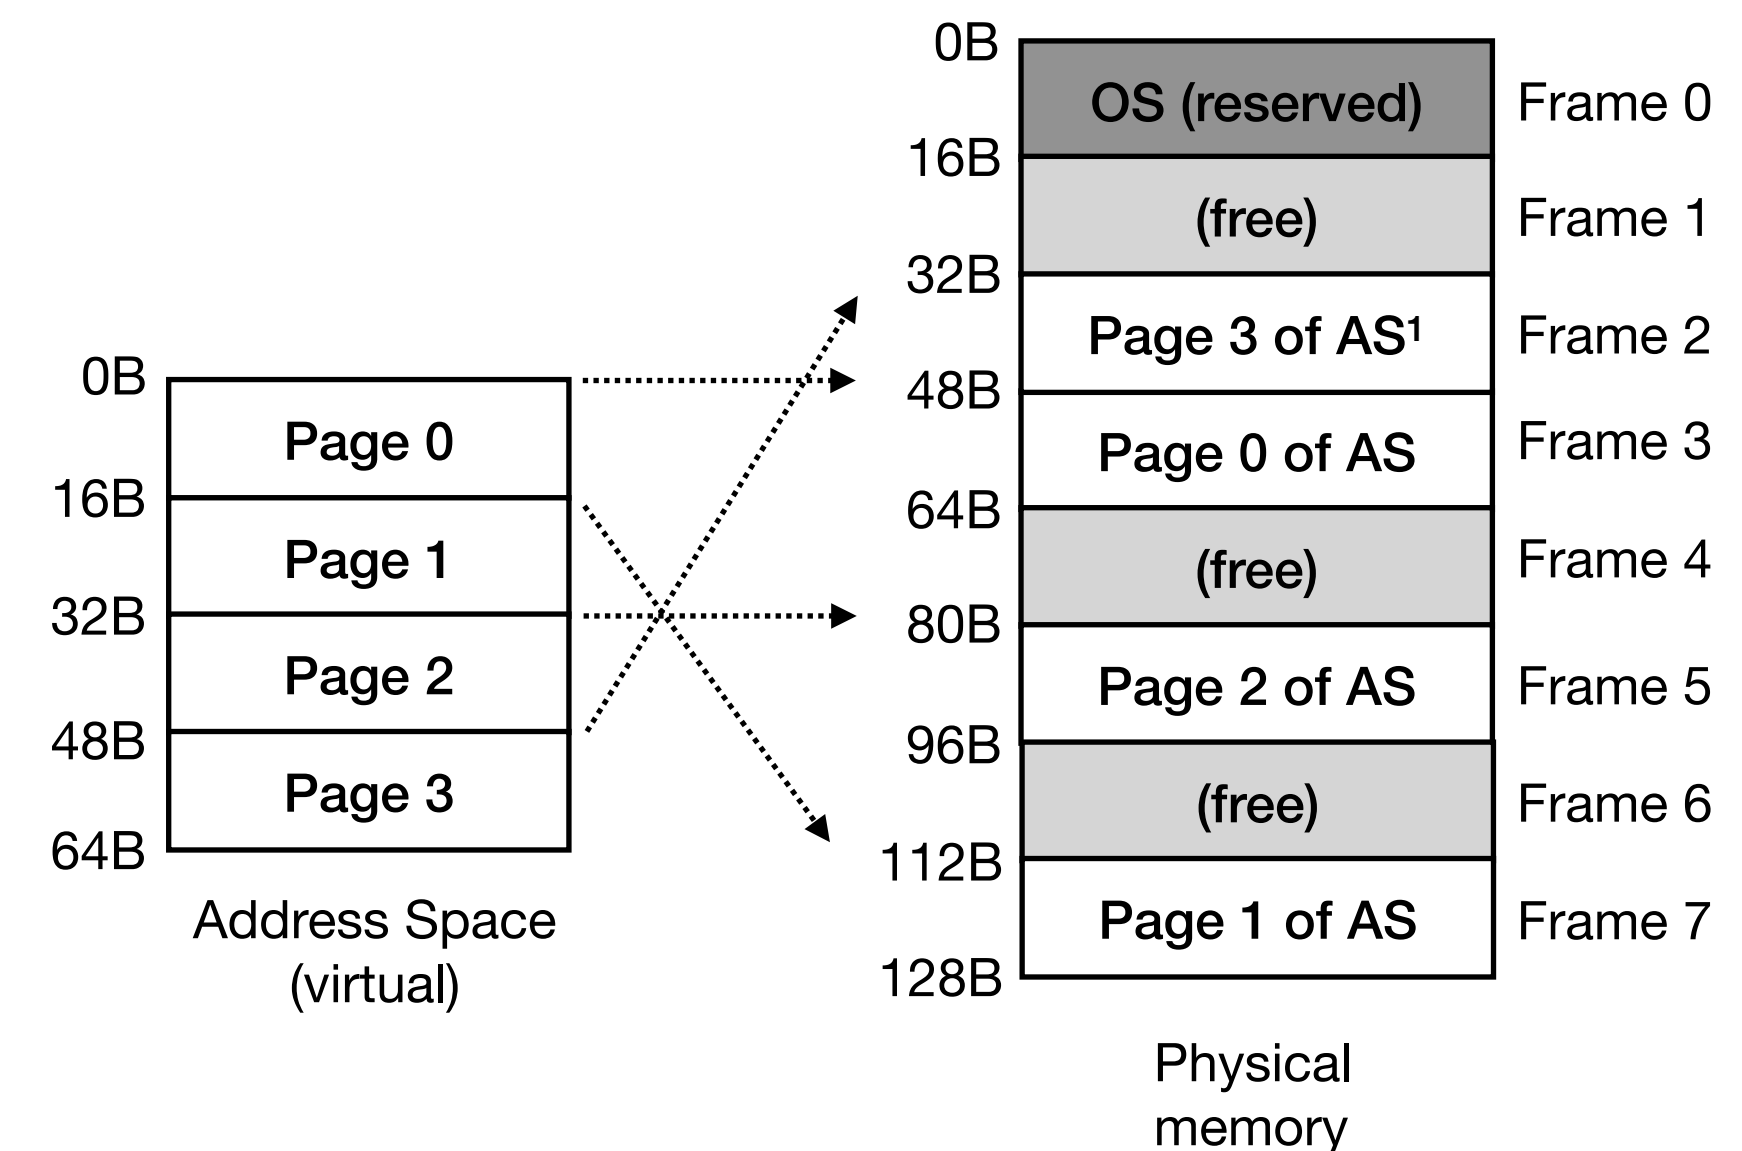 0B
Page 0
16B
Page 1
32B
Page 2
48B
Page 3
64B
Address Space
(virtual)
0B
OS (reserved)
Frame 0
16B
(free)
Frame 1
32B
Page 3 of AS¹
Frame 2
48B
Page 0 of AS
Frame 3
64B
(free)
Frame 4
80B
Page 2 of AS
Frame 5
96B
(free)
Frame 6
112B
Page 1 of AS
Frame 7
128B
Physical
memory